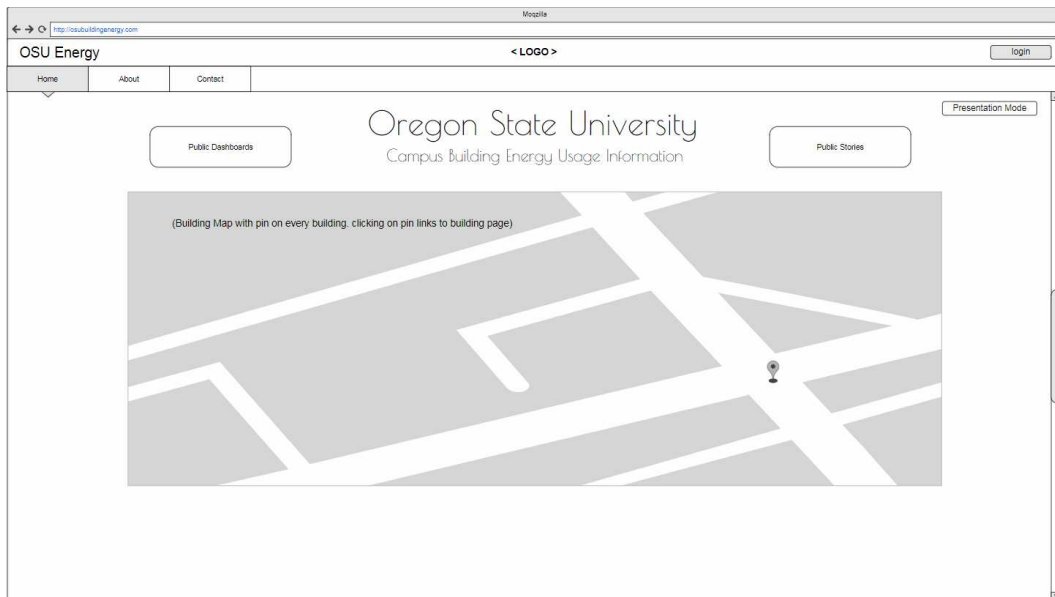 Moqzilla
http://osubuildingenergy.com
OSU Energy
< LOGO >
login
Home
About
Contact
Presentation Mode
Oregon State University
Campus Building Energy Usage Information
Public Dashboards
Public Stories
(Building Map with pin on every building. clicking on pin links to building page)